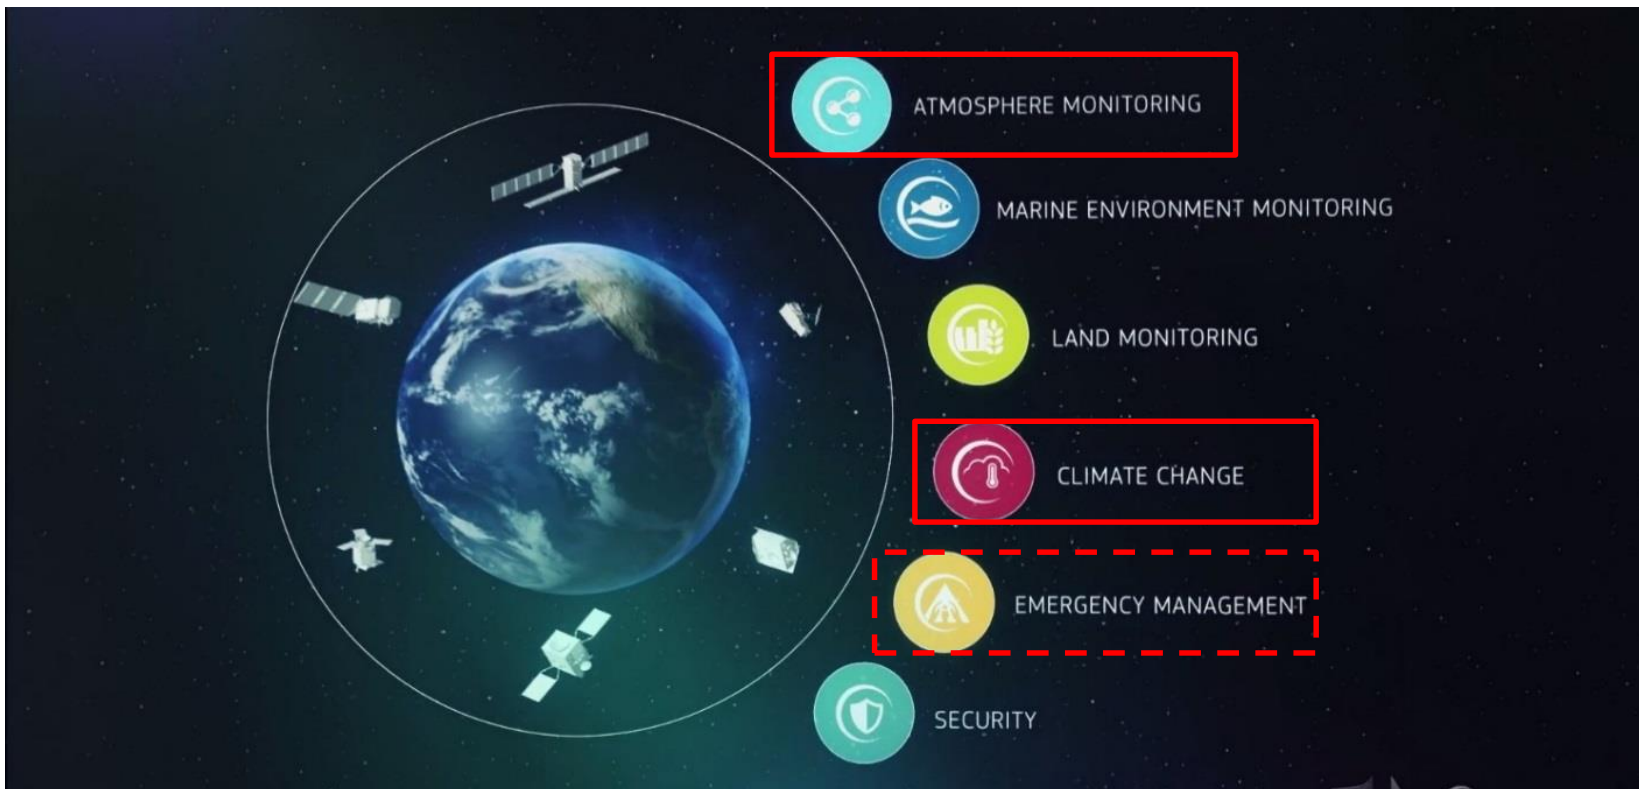 ATMOSPHERE MONITORING
MARINE ENVIRONMENT MONITORING
LAND MONITORING
CLIMATE CHANGE
EMERGENCY MANAGEMENT
SECURITY